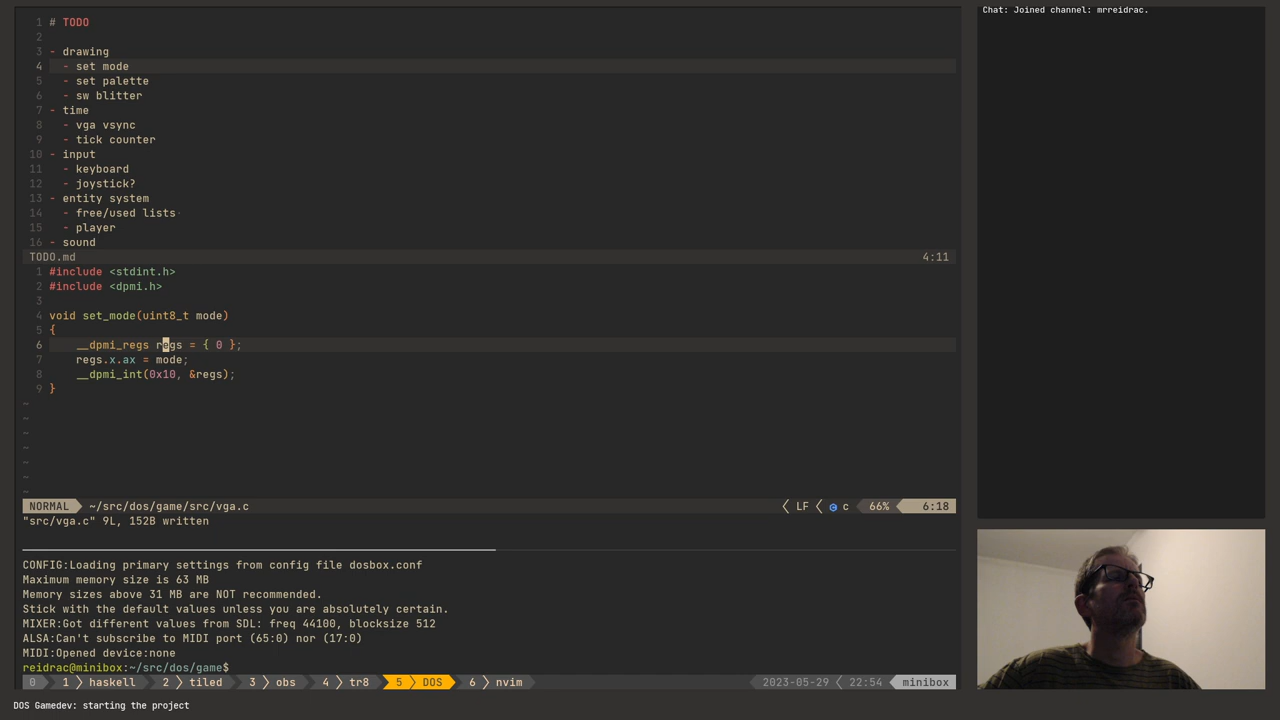 1 # TODO
2
3 - drawing
4   - set mode
5   - set palette
6   - sw blitter
7 - time
8   - vga vsync
9   - tick counter
10 - input
11   - keyboard
12   - joystick?
13 - entity system
14   - free/used lists
15   - player
16 - sound
TODO.md 4:11
1 #include <stdint.h>
2 #include <dpmi.h>
3
4 void set_mode(uint8_t mode)
5 {
6     __dpmi_regs regs = { 0 };
7     regs.x.ax = mode;
8     __dpmi_int(0x10, &regs);
9 }
~
~
~
~
~
~
~
NORMAL ~/src/dos/game/src/vga.c LF c 66% 6:18
"src/vga.c" 9L, 152B written
CONFIG:Loading primary settings from config file dosbox.conf
Maximum memory size is 63 MB
Memory sizes above 31 MB are NOT recommended.
Stick with the default values unless you are absolutely certain.
MIXER:Got different values from SDL: freq 44100, blocksize 512
ALSA:Can't subscribe to MIDI port (65:0) nor (17:0)
MIDI:Opened device:none
reidrac@minibox:~/src/dos/game$
0 1 haskell 2 tiled 3 obs 4 tr8 5 DOS 6 nvim 2023-05-29 22:54 minibox
DOS Gamedev: starting the project
Chat: Joined channel: mrreidrac.